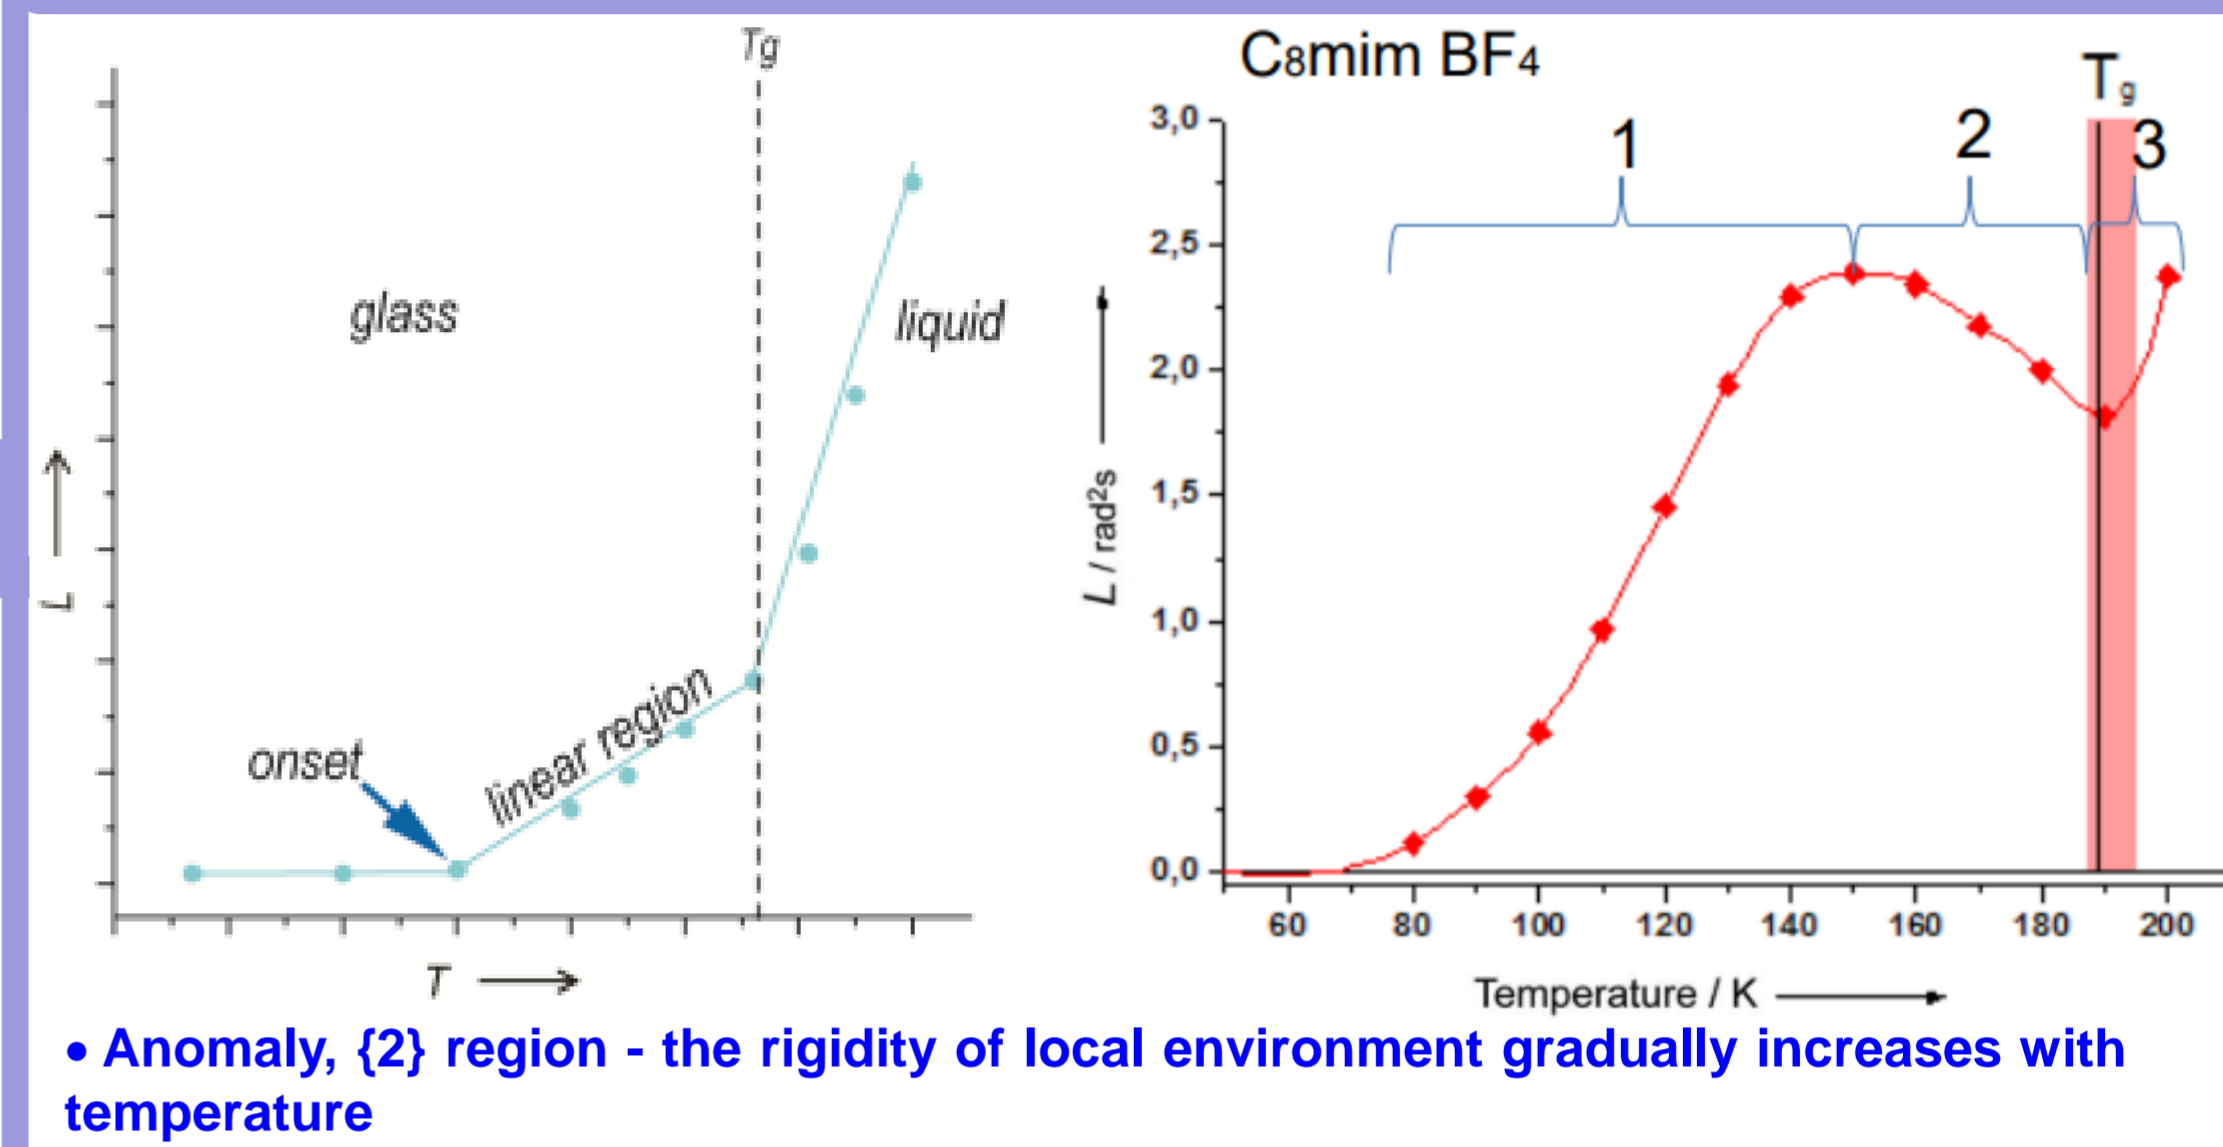 Tg
glass
liquid
onset
linear region
L
T
C₈mim BF₄
Tg
1
2
3
3,0
2,5
2,0
1,5
1,0
0,5
0,0
L / rad²s
60 80 100 120 140 160 180 200
Temperature / K
• Anomaly, {2} region - the rigidity of local environment gradually increases with
temperature